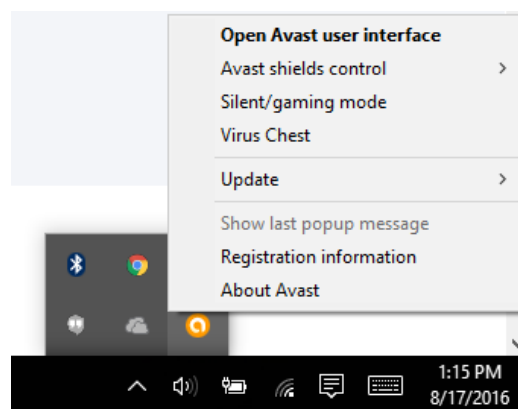 Open Avast user interface
Avast shields control
Silent/gaming mode
Virus Chest
Update
Show last popup message
Registration information
About Avast
1:15 PM
8/17/2016